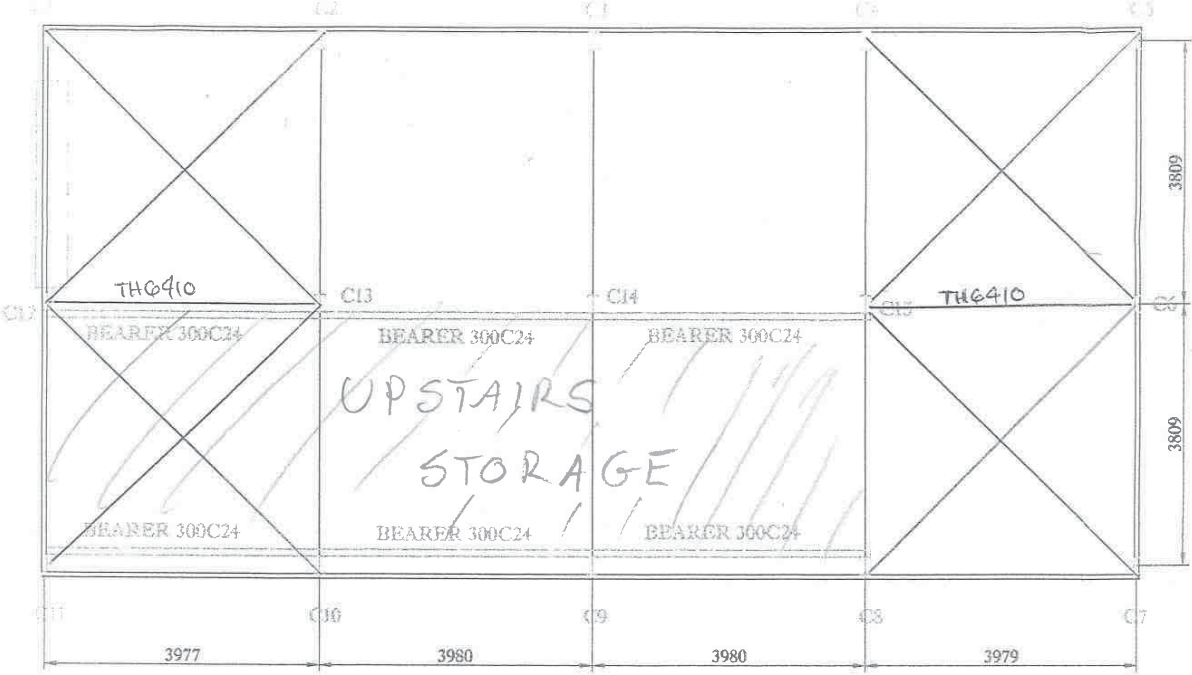 C2
C3
C4
C5
3809
TH6410
C13
C14
TH6410
C12
C15
C6
BEARER 300C24
BEARER 300C24
BEARER 300C24
UPSTAIRS
3809
STORAGE
BEARER 300C24
BEARER 300C24
BEARER 300C24
C11
C10
C9
C8
C7
3977
3980
3980
3979